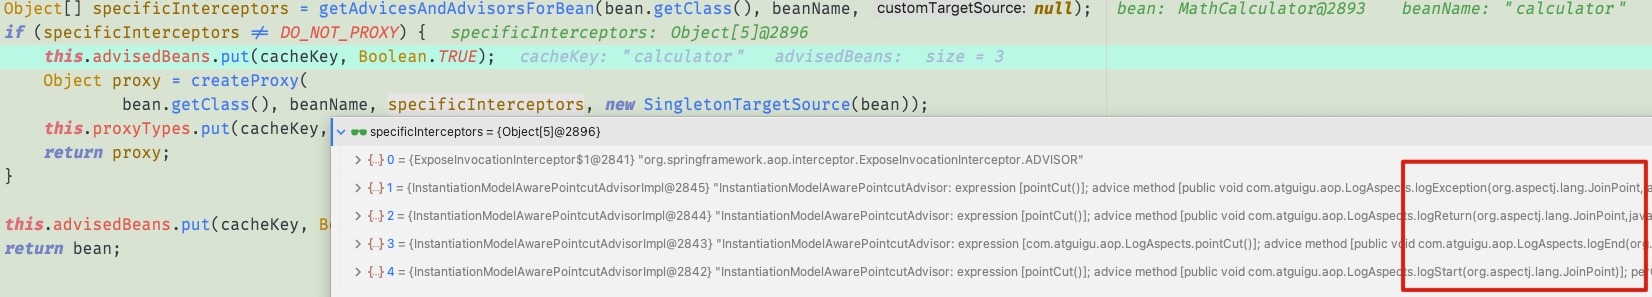 Object[] specificInterceptors = getAdvicesAndAdvisorsForBean(bean.getClass(), beanName, customTargetSource: null); bean: MathCalculator@2893 beanName: "calculator"
if (specificInterceptors ≠ DO_NOT_PROXY) { specificInterceptors: Object[5]@2896
this.advisedBeans.put(cacheKey, Boolean.TRUE); cacheKey: "calculator" advisedBeans: size = 3
Object proxy = createProxy(
bean.getClass(), beanName, specificInterceptors, new SingletonTargetSource(bean));
this.proxyTypes.put(cacheKey,
return proxy;
}
this.advisedBeans.put(cacheKey, B
return bean;
specificInterceptors = {Object[5]@2896}
{..} 0 = {ExposeInvocationInterceptor$1@2841} "org.springframework.aop.interceptor.ExposeInvocationInterceptor.ADVISOR"
{..} 1 = {InstantiationModelAwarePointcutAdvisorImpl@2845} "InstantiationModelAwarePointcutAdvisor: expression [pointCut()]; advice method [public void com.atguigu.aop.LogAspects.logException(org.aspectj.lang.JoinPoint,
{..} 2 = {InstantiationModelAwarePointcutAdvisorImpl@2844} "InstantiationModelAwarePointcutAdvisor: expression [pointCut()]; advice method [public void com.atguigu.aop.LogAspects.logReturn(org.aspectj.lang.JoinPoint,java
{..} 3 = {InstantiationModelAwarePointcutAdvisorImpl@2843} "InstantiationModelAwarePointcutAdvisor: expression [com.atguigu.aop.LogAspects.pointCut()]; advice method [public void com.atguigu.aop.LogAspects.logEnd(org.
{..} 4 = {InstantiationModelAwarePointcutAdvisorImpl@2842} "InstantiationModelAwarePointcutAdvisor: expression [pointCut()]; advice method [public void com.atguigu.aop.LogAspects.logStart(org.aspectj.lang.JoinPoint)]; per